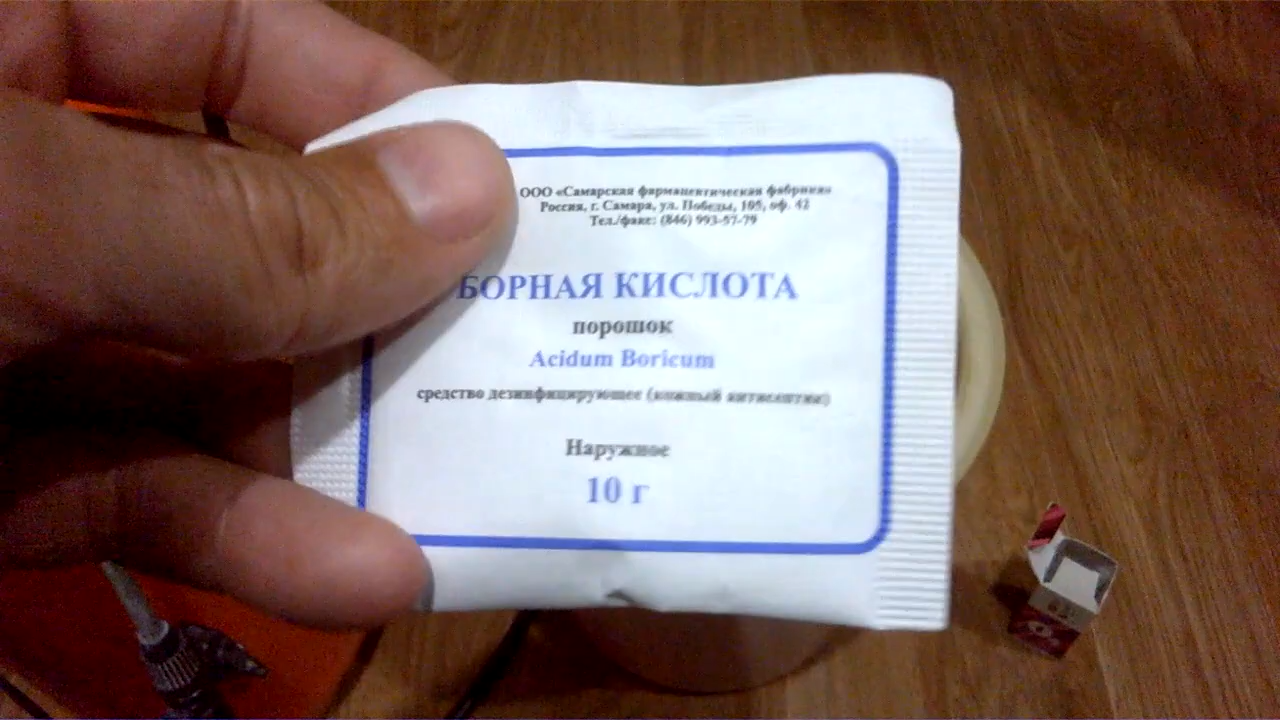 ООО «Самарская фармацевтическая фабрика»
Россия, г. Самара, ул. Победы, 105, оф. 42
Тел./факс: (846) 993-57-79
БОРНАЯ КИСЛОТА
порошок
Acidum Boricum
средство дезинфицирующее (кожный антисептик)
Наружное
10 г